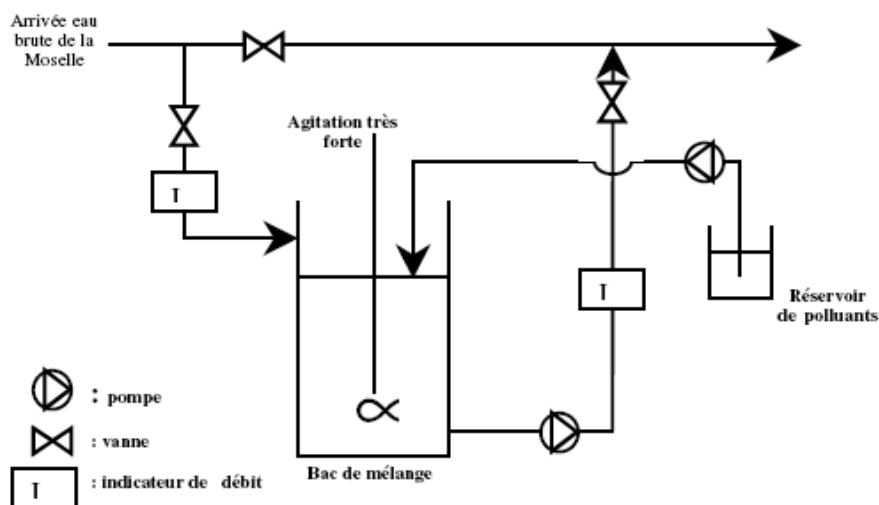 Arrivée eau
brute de la
Moselle
Agitation très
forte
I
I
Réservoir
de polluants
: pompe
: vanne
I
: indicateur de débit
Bac de mélange